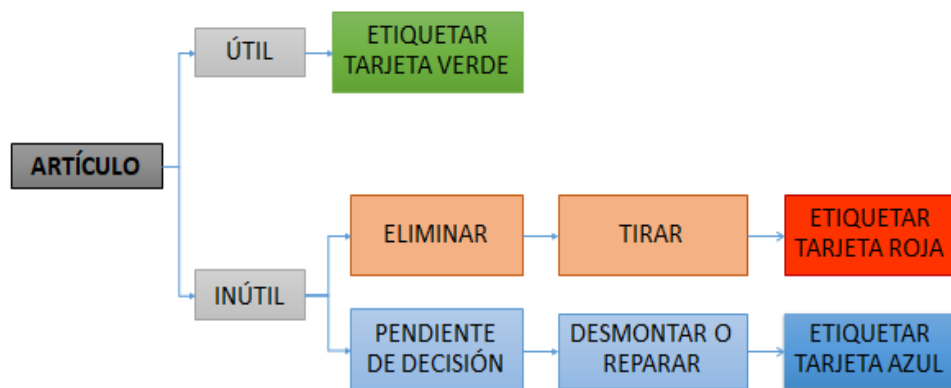 ETIQUETAR
TARJETA VERDE
ÚTIL
ARTÍCULO
INÚTIL
ELIMINAR
TIRAR
ETIQUETAR
TARJETA ROJA
PENDIENTE
DE DECISIÓN
DESMONTAR O
REPARAR
ETIQUETAR
TARJETA AZUL